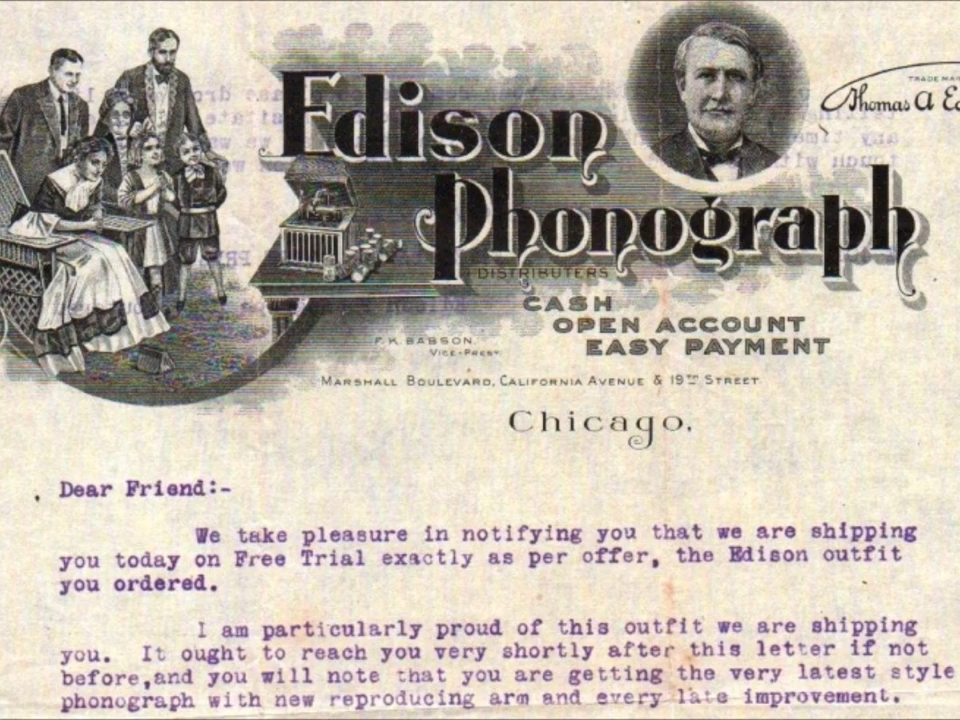 Edison
Phonograph
TRADE MAR
Thomas A Ed
DISTRIBUTERS
CASH
OPEN ACCOUNT
EASY PAYMENT
F. K. BABSON.
VICE-PREST
MARSHALL BOULEVARD, CALIFORNIA AVENUE & 19TH STREET
Chicago.
Dear Friend:-
We take pleasure in notifying you that we are shipping
you today on Free Trial exactly as per offer, the Edison outfit
you ordered.
I am particularly proud of this outfit we are shipping
you. It ought to reach you very shortly after this letter if not
before,and you will note that you are getting the very latest style
phonograph with new reproducing arm and every late improvement.